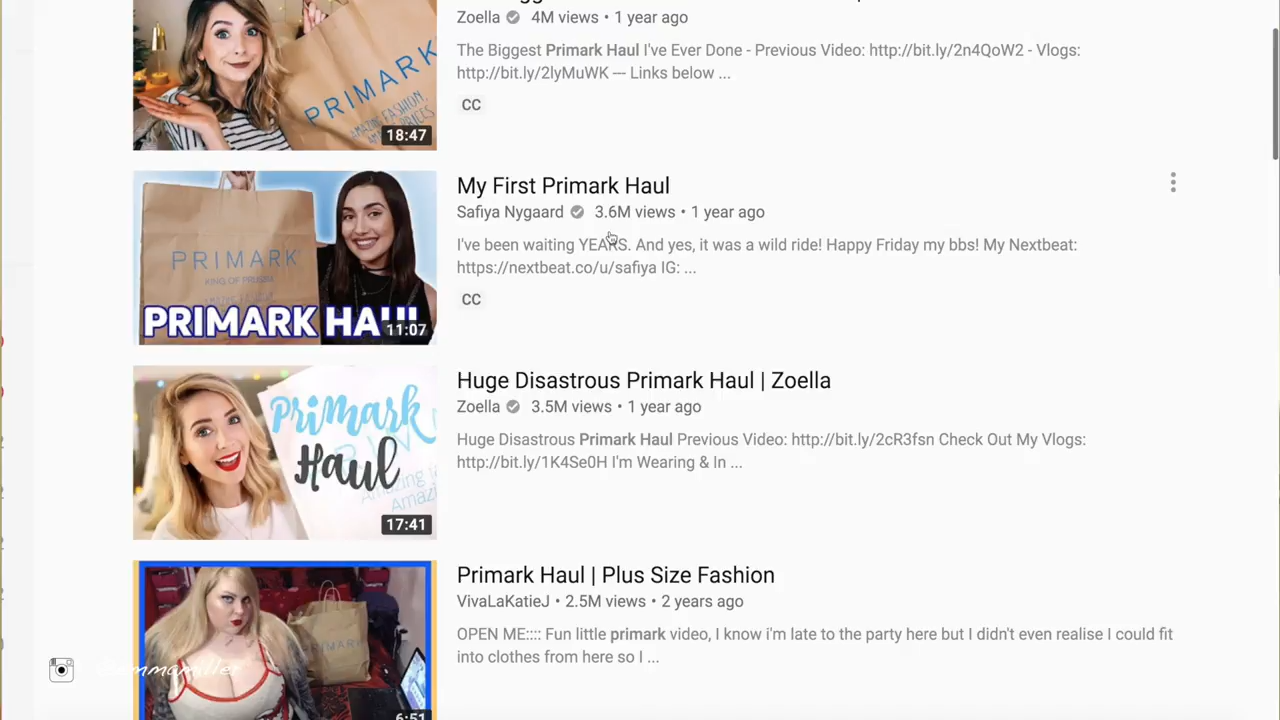 Zoella 4M views • 1 year ago
The Biggest Primark Haul I've Ever Done - Previous Video: http://bit.ly/2n4QoW2 - Vlogs:
http://bit.ly/2lyMuWK --- Links below ...
CC
PRIMARK
AMAZING FASHION,
18:47
My First Primark Haul
Safiya Nygaard 3.6M views • 1 year ago
I've been waiting YEARS. And yes, it was a wild ride! Happy Friday my bbs! My Nextbeat:
https://nextbeat.co/u/safiya IG: ...
CC
PRIMARK
PRIMARK HAUL
11:07
Huge Disastrous Primark Haul | Zoella
Zoella 3.5M views • 1 year ago
Huge Disastrous Primark Haul Previous Video: http://bit.ly/2cR3fsn Check Out My Vlogs:
http://bit.ly/1K4Se0H I'm Wearing & In ...
Primark
Haul
17:41
Primark Haul | Plus Size Fashion
VivaLaKatieJ • 2.5M views • 2 years ago
OPEN ME:::: Fun little primark video, I know i'm late to the party here but I didn't even realise I could fit
into clothes from here so I ...
PRIMARK
6:51